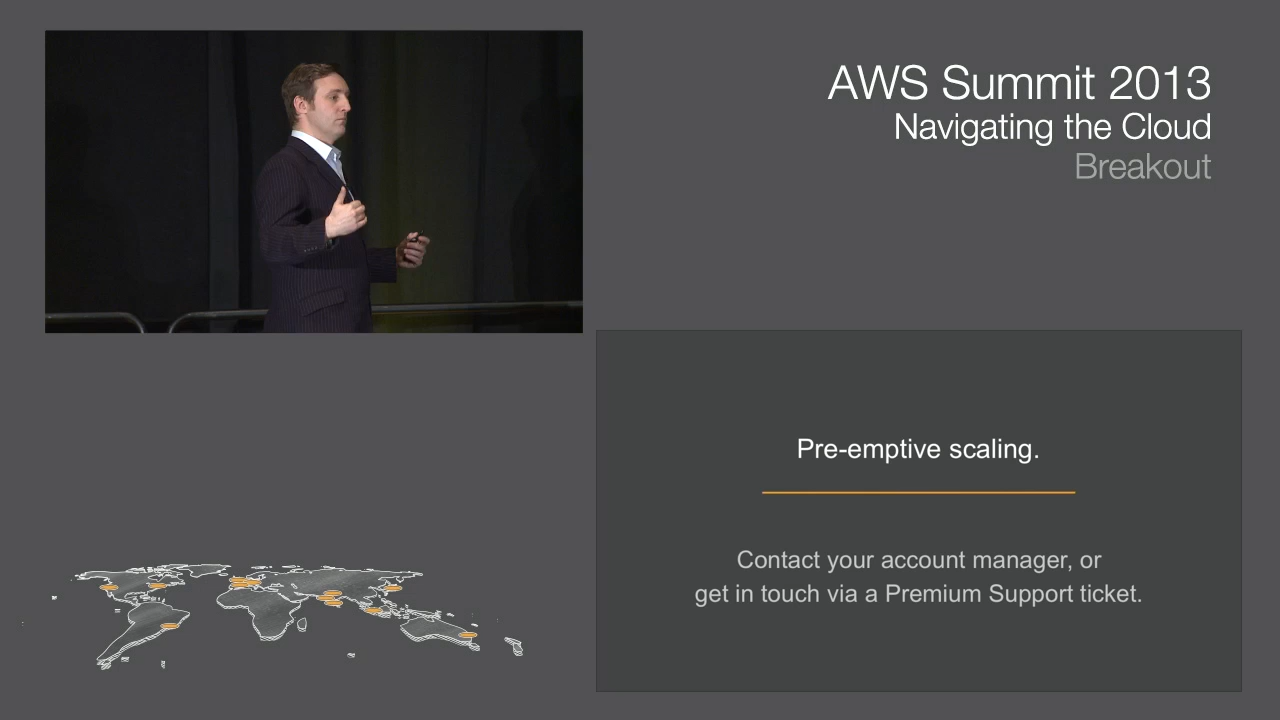 AWS Summit 2013
Navigating the Cloud
Breakout
Pre-emptive scaling.
Contact your account manager, or
get in touch via a Premium Support ticket.